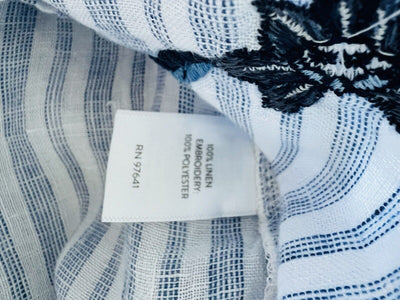 100% LINEN
EMBROIDERY:
100% POLYESTER
RN 97641